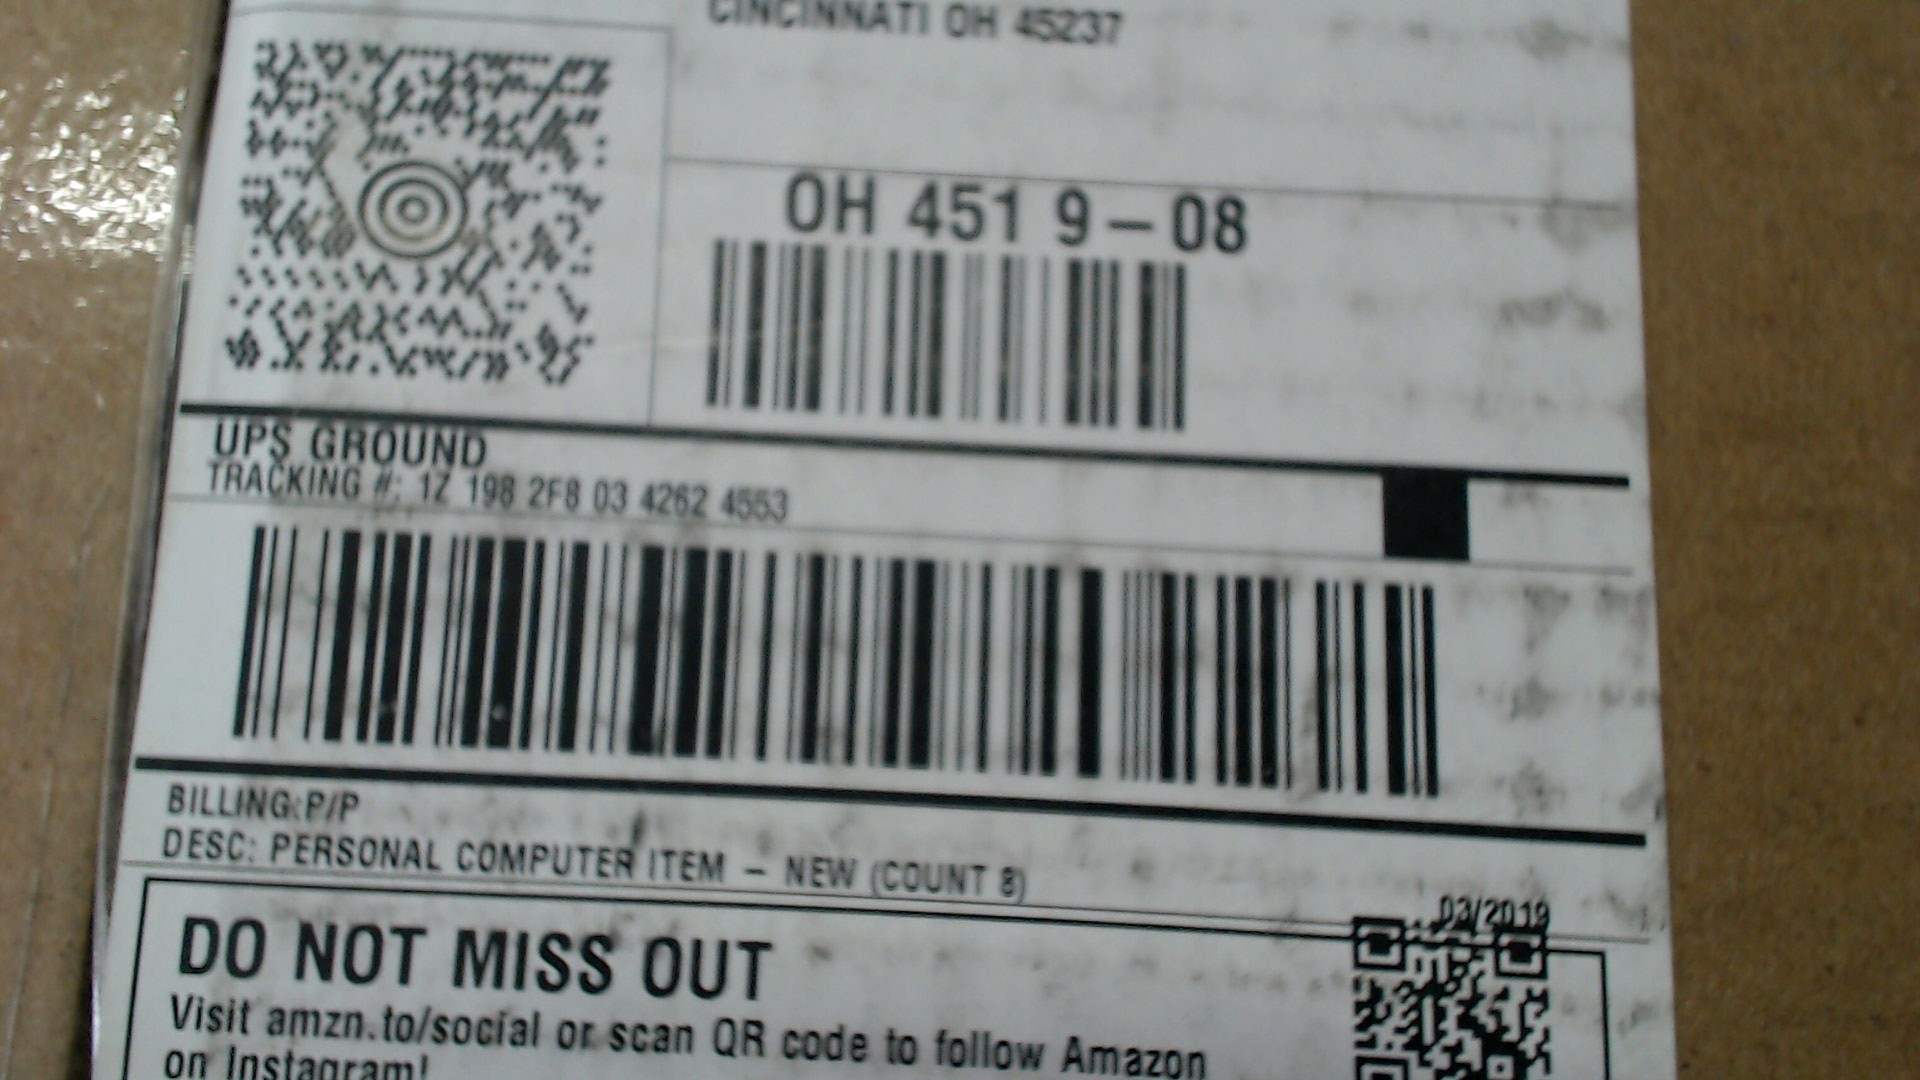 CINCINNATI OH 45237
OH 451 9-08
UPS GROUND
TRACKING #: 1Z 198 2F8 03 4262 4553
BILLING:P/P
DESC: PERSONAL COMPUTER ITEM - NEW (COUNT 8)
03/2019
DO NOT MISS OUT
Visit amzn.to/social or scan QR code to follow Amazon
on Instagram!